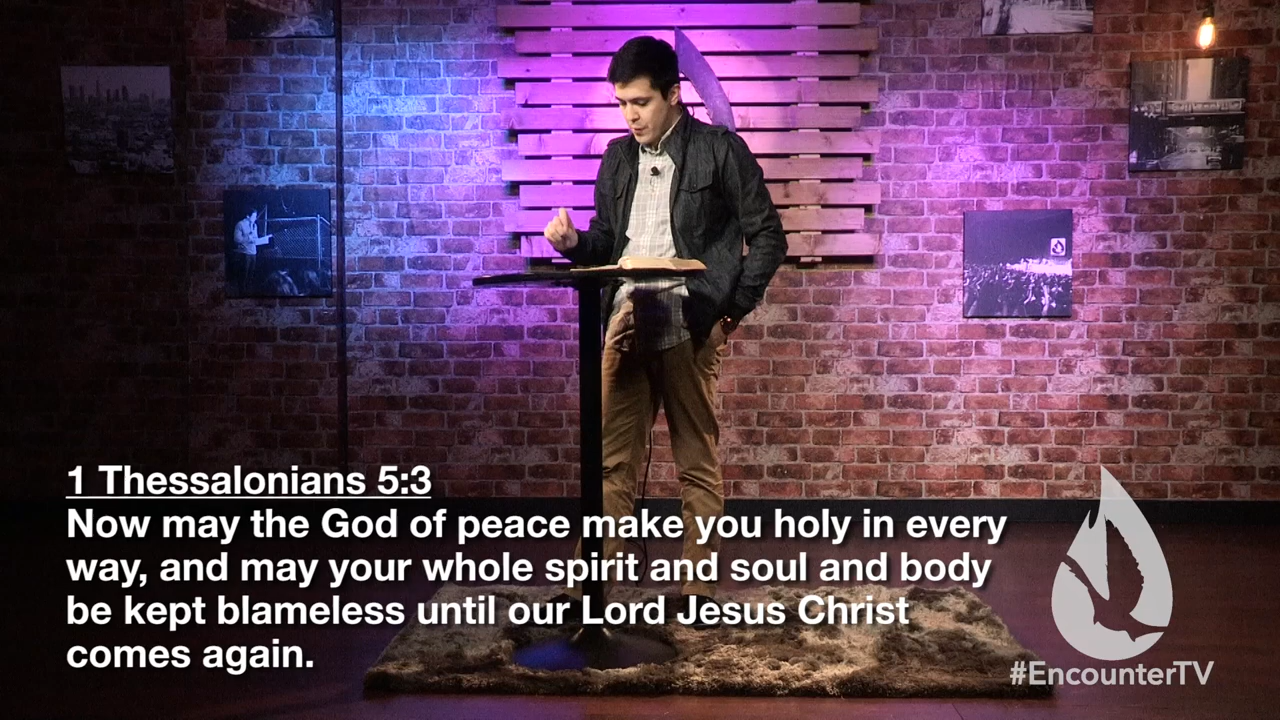 1 Thessalonians 5:3
Now may the God of peace make you holy in every
way, and may your whole spirit and soul and body
be kept blameless until our Lord Jesus Christ
comes again.
#EncounterTV